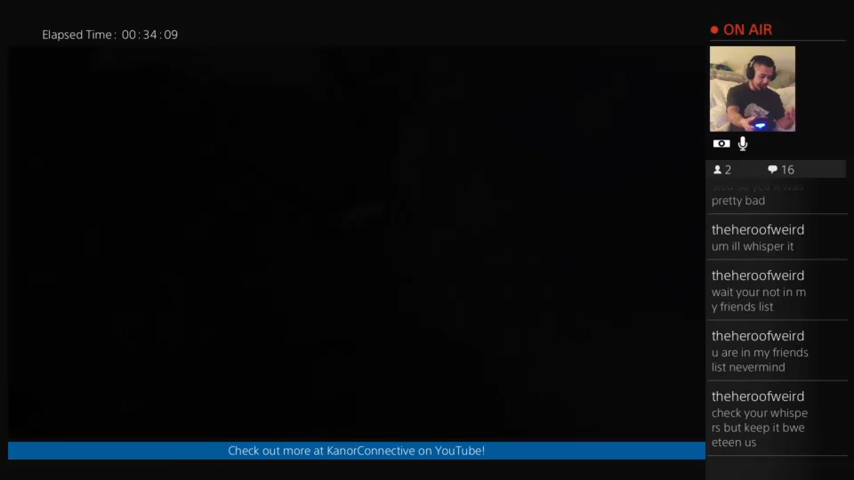 Elapsed Time: 00:34:09
ON AIR
2 16
pretty bad
theheroofweird
um ill whisper it
theheroofweird
wait your not in m
y friends list
theheroofweird
u are in my friends
list nevermind
theheroofweird
check your whispe
rs but keep it bwe
eteen us
Check out more at KanorConnective on YouTube!